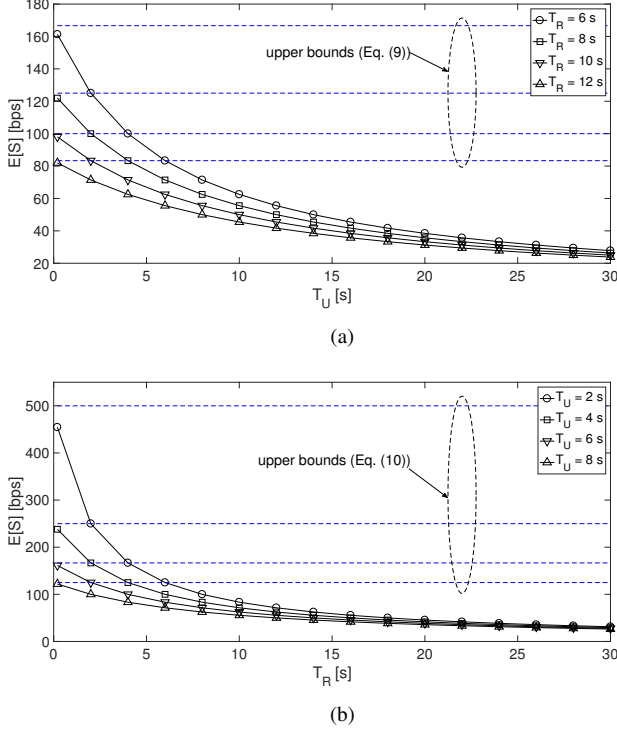 180
160
140
120
100
80
60
40
20
E[S] [bps]
upper bounds (Eq. (9))
T_R = 6 s
T_R = 8 s
T_R = 10 s
T_R = 12 s
0 5 10 15 20 25 30
T_U [s]
(a)
500
400
300
200
100
0
E[S] [bps]
upper bounds (Eq. (10))
T_U = 2 s
T_U = 4 s
T_U = 6 s
T_U = 8 s
0 5 10 15 20 25 30
T_R [s]
(b)